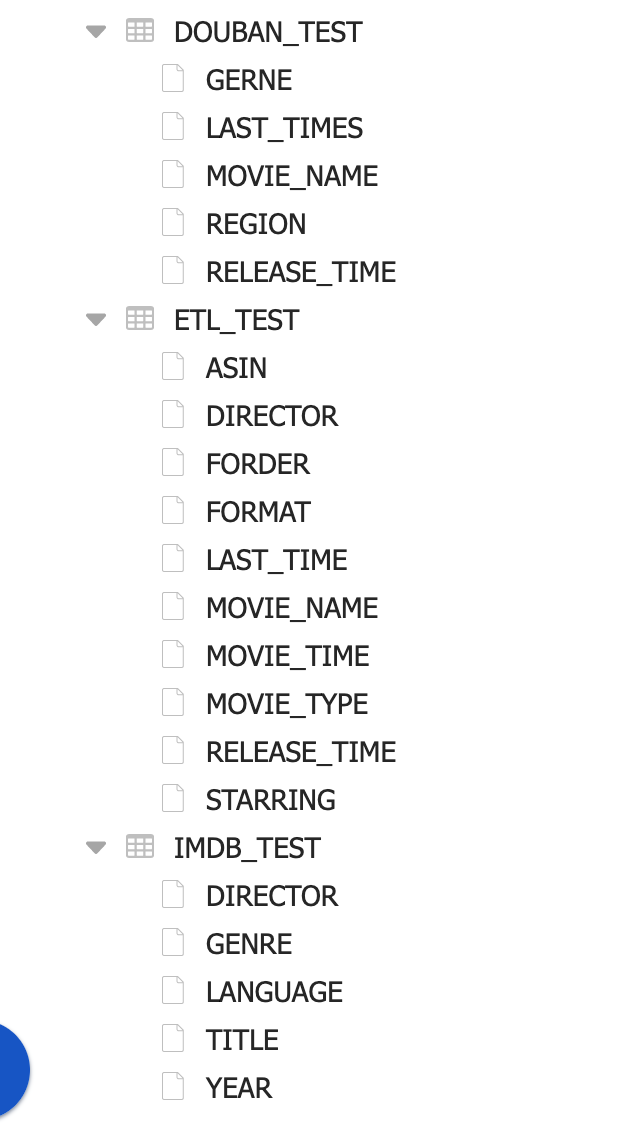 DOUBAN_TEST
GERNE
LAST_TIMES
MOVIE_NAME
REGION
RELEASE_TIME
ETL_TEST
ASIN
DIRECTOR
FORDER
FORMAT
LAST_TIME
MOVIE_NAME
MOVIE_TIME
MOVIE_TYPE
RELEASE_TIME
STARRING
IMDB_TEST
DIRECTOR
GENRE
LANGUAGE
TITLE
YEAR